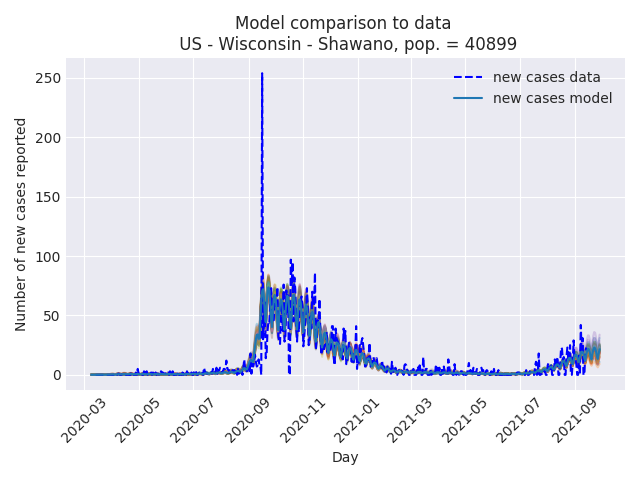 Model comparison to data
US - Wisconsin - Shawano, pop. = 40899
new cases data
new cases model
Number of new cases reported
250
200
150
100
50
0
2020-03
2020-05
2020-07
2020-09
2020-11
2021-01
2021-03
2021-05
2021-07
2021-09
Day